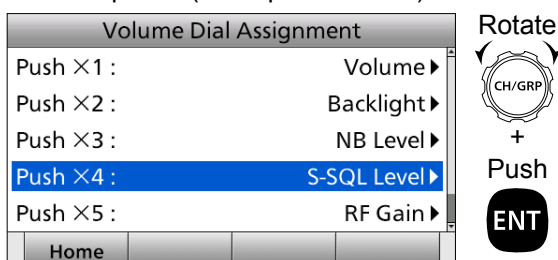 Volume Dial Assignment
Push ×1 : Volume
Push ×2 : Backlight
Push ×3 : NB Level
Push ×4 : S-SQL Level
Push ×5 : RF Gain
Home
Rotate
CH/GRP
+
Push
ENT